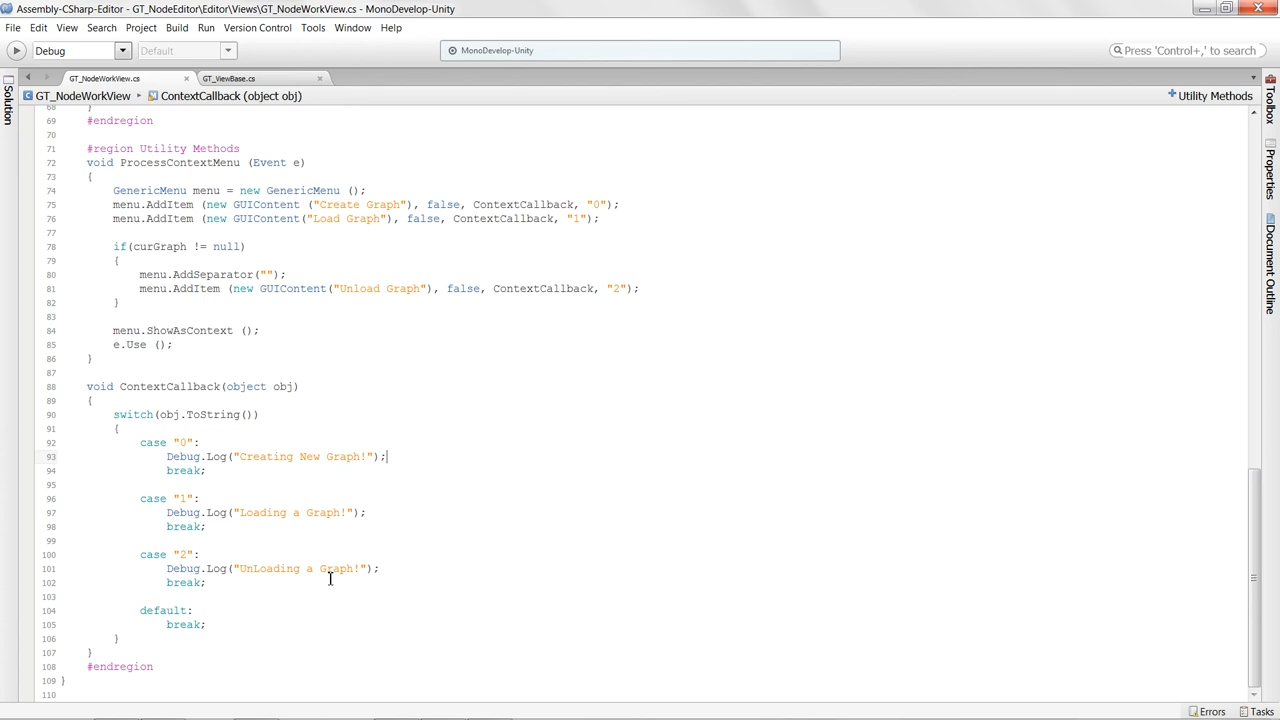 Assembly-CSharp-Editor - GT_NodeEditor\Editor\Views\GT_NodeWorkView.cs - MonoDevelop-Unity
File Edit View Search Project Build Run Version Control Tools Window Help
Debug Default MonoDevelop-Unity Press 'Control+,' to search
GT_NodeWorkView.cs × GT_ViewBase.cs ×
GT_NodeWorkView ▸ ContextCallback (object obj) Utility Methods
Solution
Toolbox
Properties
Document Outline
68 }
69 #endregion
70
71 #region Utility Methods
72 void ProcessContextMenu (Event e)
73 {
74 GenericMenu menu = new GenericMenu ();
75 menu.AddItem (new GUIContent ("Create Graph"), false, ContextCallback, "0");
76 menu.AddItem (new GUIContent("Load Graph"), false, ContextCallback, "1");
77
78 if(curGraph != null)
79 {
80 menu.AddSeparator("");
81 menu.AddItem (new GUIContent("Unload Graph"), false, ContextCallback, "2");
82 }
83
84 menu.ShowAsContext ();
85 e.Use ();
86 }
87
88 void ContextCallback(object obj)
89 {
90 switch(obj.ToString())
91 {
92 case "0":
93 Debug.Log("Creating New Graph!");
94 break;
95
96 case "1":
97 Debug.Log("Loading a Graph!");
98 break;
99
100 case "2":
101 Debug.Log("UnLoading a Graph!");
102 break;
103
104 default:
105 break;
106 }
107 }
108 #endregion
109 }
110
Errors Tasks